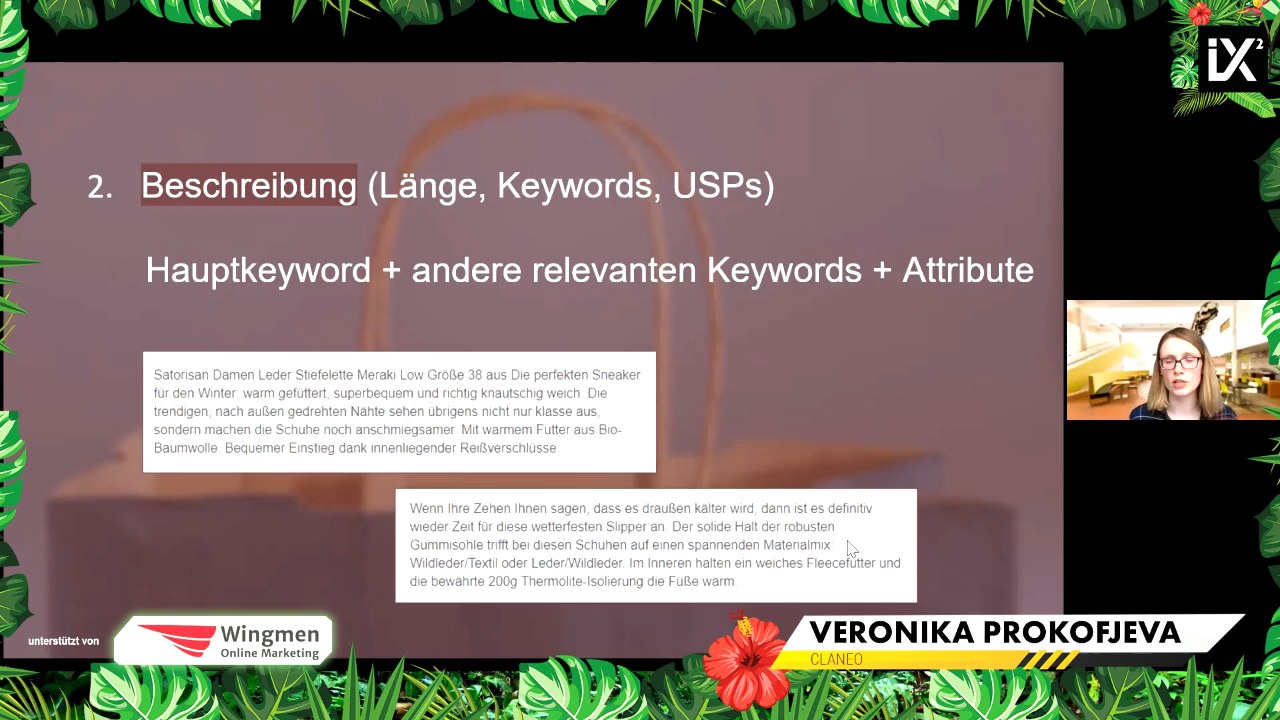 iX²
2. Beschreibung (Länge, Keywords, USPs)
Hauptkeyword + andere relevanten Keywords + Attribute
Satorisan Damen Leder Stiefelette Meraki Low Größe 38 aus Die perfekten Sneaker
für den Winter warm gefüttert, superbequem und richtig knautschig weich. Die
trendigen, nach außen gedrehten Nähte sehen übrigens nicht nur klasse aus,
sondern machen die Schuhe noch anschmiegsamer. Mit warmem Futter aus Bio-
Baumwolle. Bequemer Einstieg dank innenliegender Reißverschlüsse.
Wenn Ihre Zehen Ihnen sagen, dass es draußen kälter wird, dann ist es definitiv
wieder Zeit für diese wetterfesten Slipper an. Der solide Halt der robusten
Gummisohle trifft bei diesen Schuhen auf einen spannenden Materialmix:
Wildleder/Textil oder Leder/Wildleder. Im Inneren halten ein weiches Fleecefutter und
die bewährte 200g Thermolite-Isolierung die Füße warm.
unterstützt von
Wingmen
Online Marketing
VERONIKA PROKOFJEVA
CLANEO